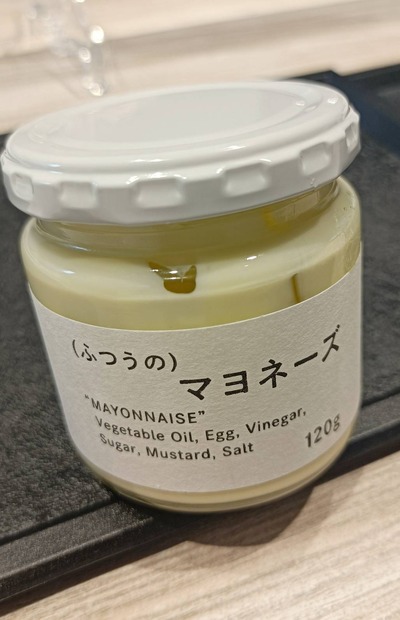 (ふつうの)
マヨネーズ
"MAYONNAISE"
Vegetable Oil, Egg, Vinegar,
Sugar, Mustard, Salt
120g